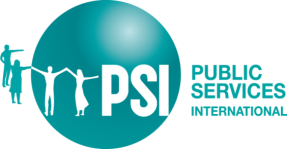 PSI
PUBLIC
SERVICES
INTERNATIONAL